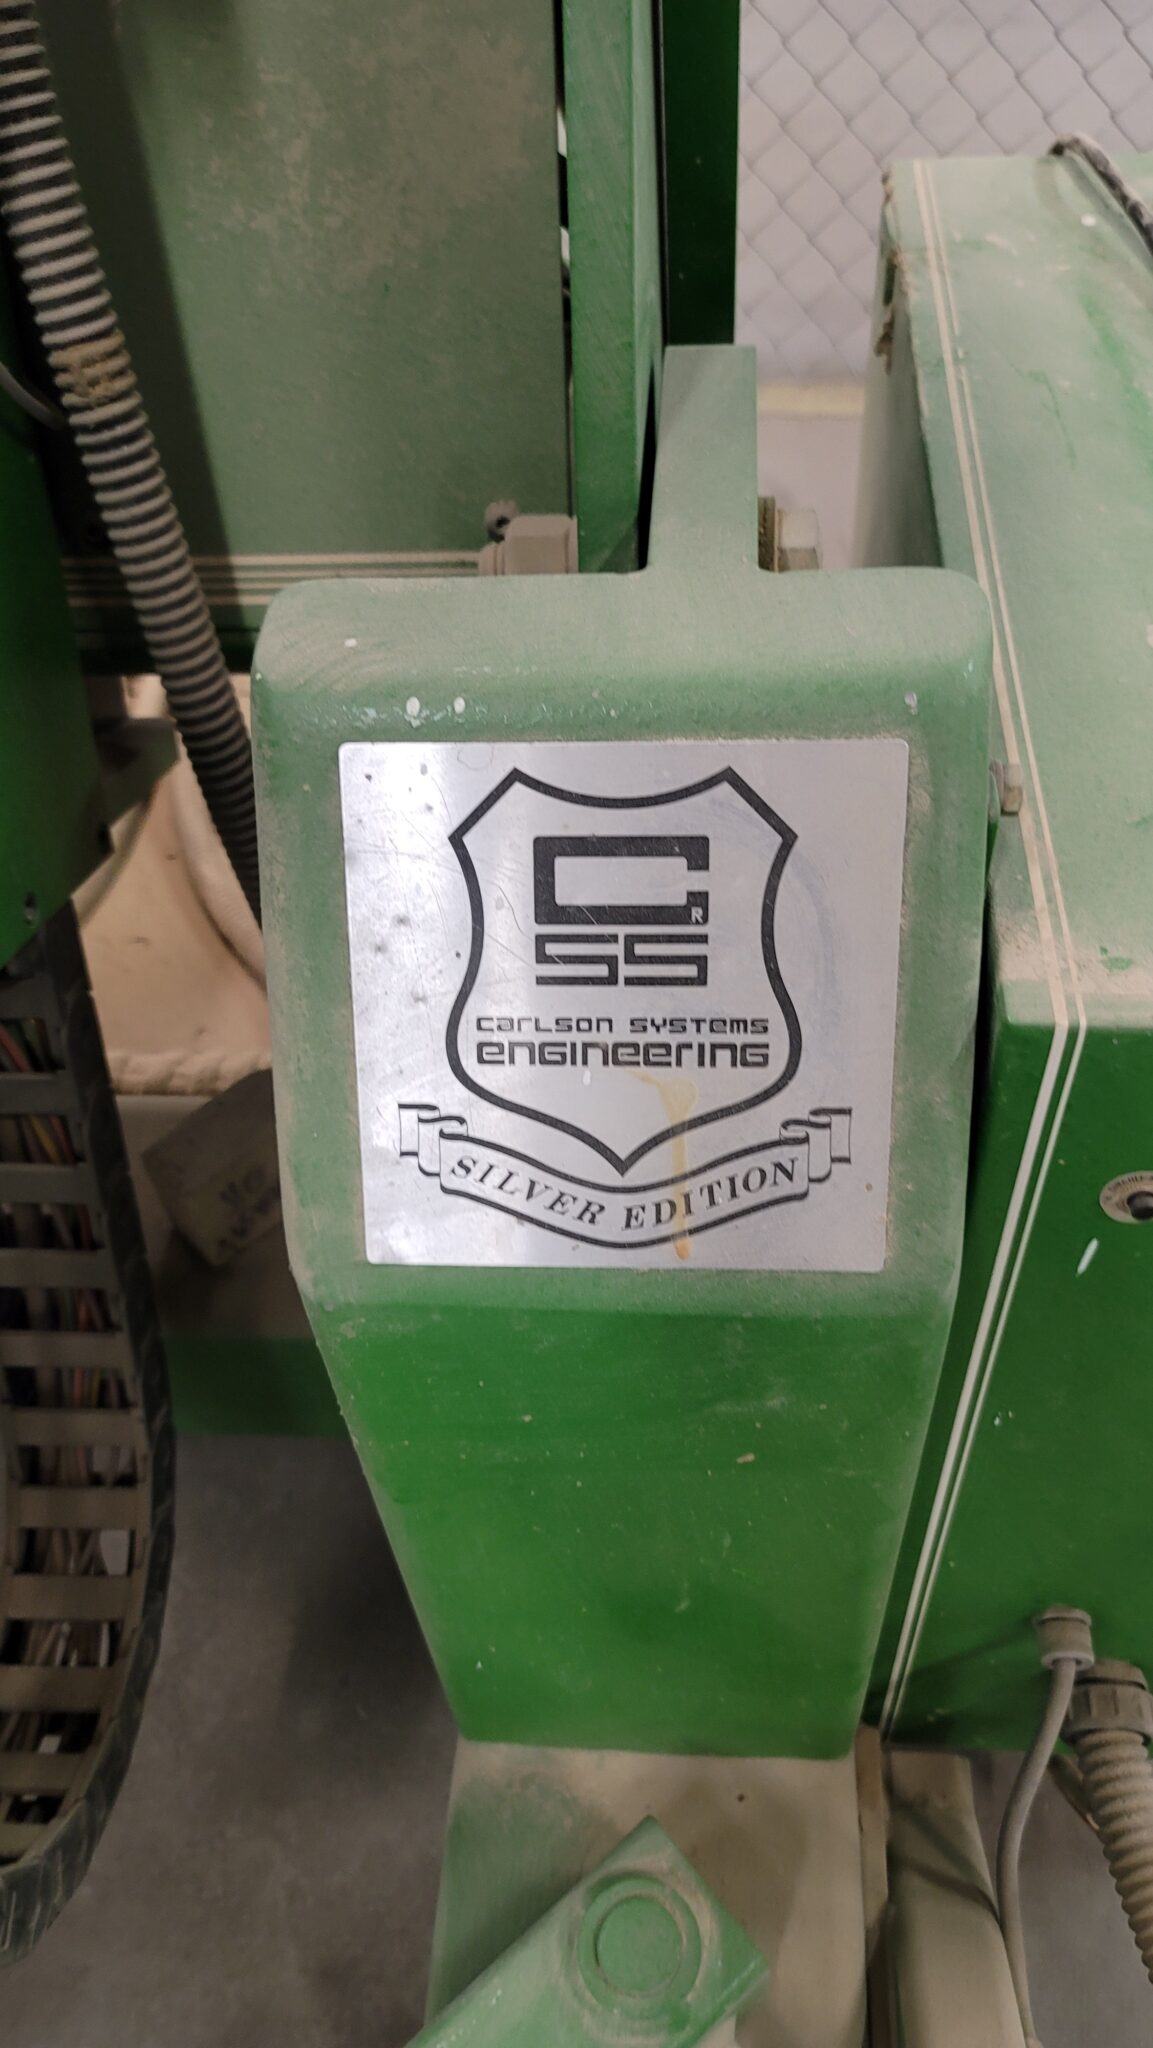 C
R
SS
CARLSON SYSTEMS
ENGINEERING
SILVER EDITION